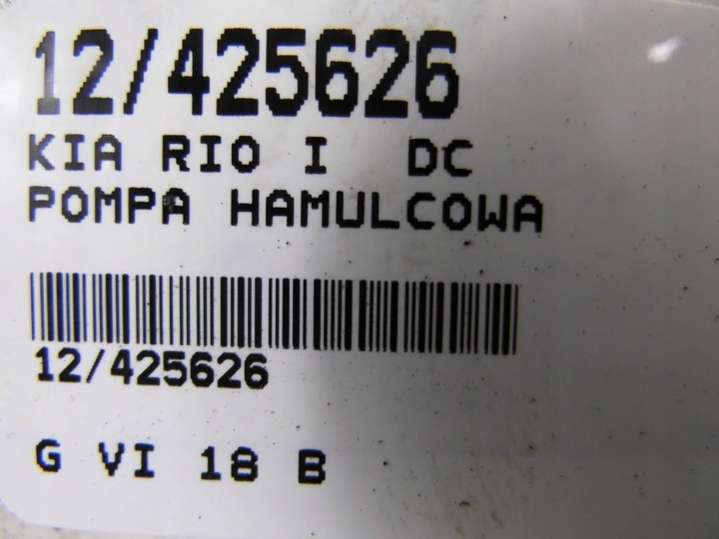 12/425626
KIA RIO I DC
POMPA HAMULCOWA
12/425626
G VI 18 B